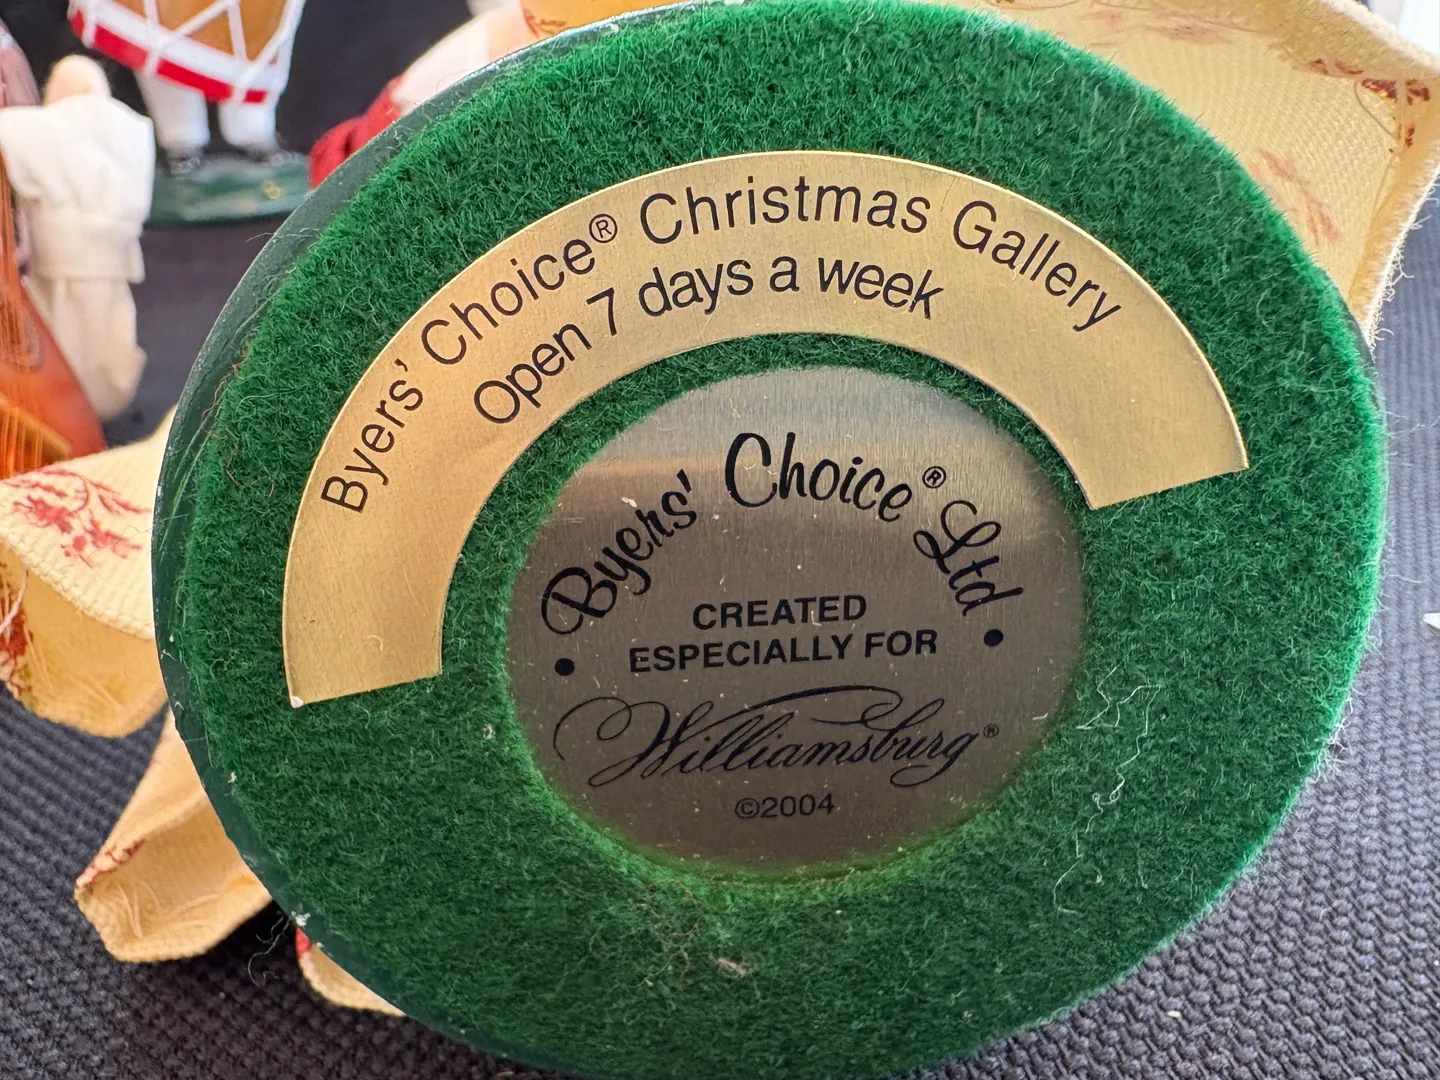 Byers' Choice® Christmas Gallery
Open 7 days a week
Byers' Choice® Ltd
CREATED
• ESPECIALLY FOR •
Williamsburg®
©2004